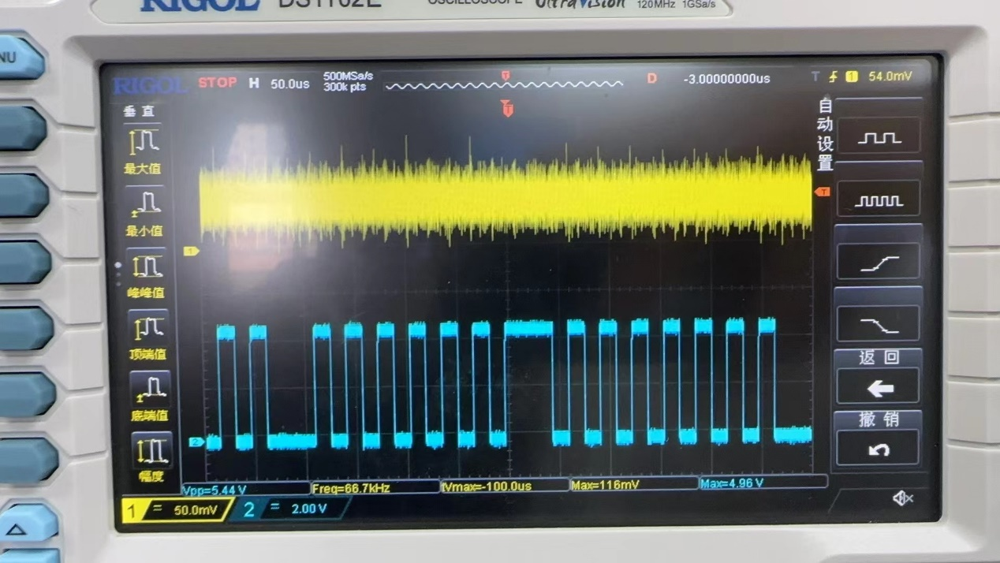 RIGOL DS1102E OSCILLOSCOPE UltraVision 120MHz 1GSa/s
NU
RIGOL STOP H 50.0us 500MSa/s 300k pts T D -3.00000000us T 1 54.0mV
垂直
最大值
最小值
峰峰值
顶端值
底端值
幅度
T
自动设置
T
1
2
返回
撤销
Vpp=5.44 V Freq=66.7kHz tVmax=-100.0us Max=116mV Max=4.96 V
1 = 50.0mV 2 = 2.00 V